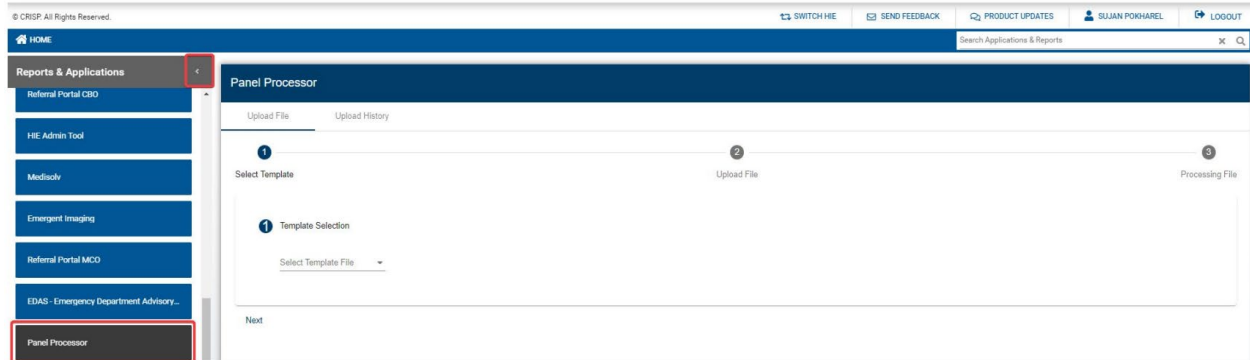 © CRISP. All Rights Reserved.
SWITCH HIE
SEND FEEDBACK
PRODUCT UPDATES
SUJAN POKHAREL
LOGOUT
HOME
Search Applications & Reports
Reports & Applications
Referral Portal CBO
HIE Admin Tool
Medisolv
Emergent Imaging
Referral Portal MCO
EDAS - Emergency Department Advisory...
Panel Processor
Panel Processor
Upload File
Upload History
1
2
3
Select Template
Upload File
Processing File
1 Template Selection
Select Template File
Next